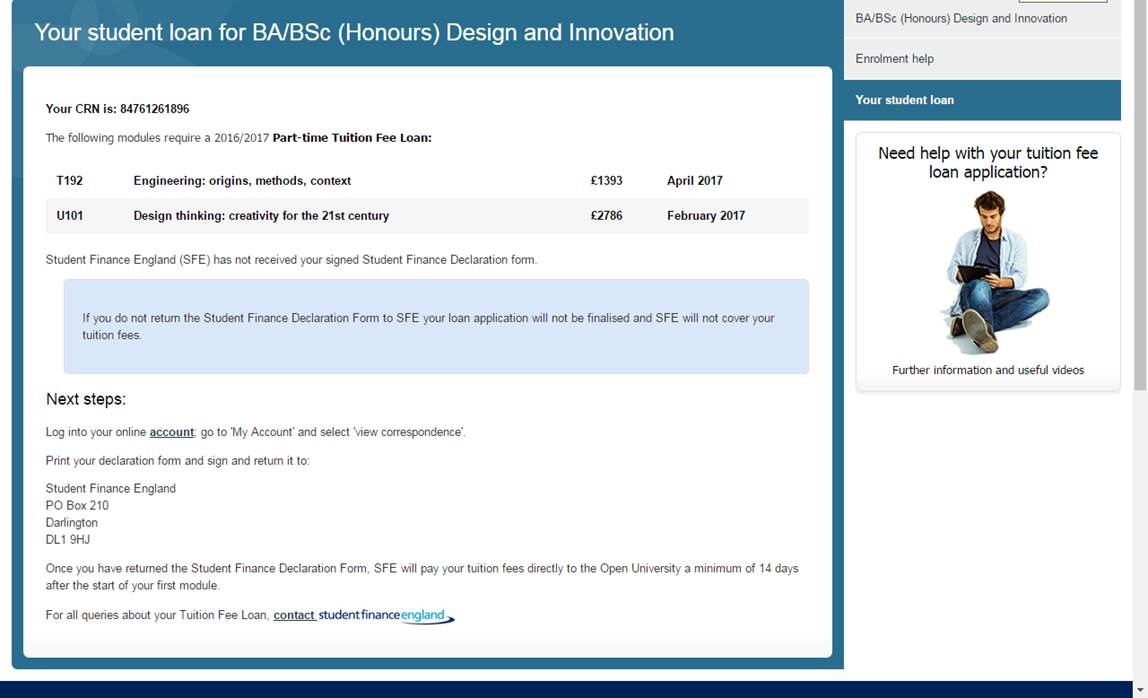 Your student loan for BA/BSc (Honours) Design and Innovation
Your CRN is: 84761261896
The following modules require a 2016/2017 Part-time Tuition Fee Loan:
T192 Engineering: origins, methods, context £1393 April 2017
U101 Design thinking: creativity for the 21st century £2786 February 2017
Student Finance England (SFE) has not received your signed Student Finance Declaration form.
If you do not return the Student Finance Declaration Form to SFE your loan application will not be finalised and SFE will not cover your
tuition fees.
Next steps:
Log into your online account; go to 'My Account' and select 'view correspondence'.
Print your declaration form and sign and return it to:
Student Finance England
PO Box 210
Darlington
DL1 9HJ
Once you have returned the Student Finance Declaration Form, SFE will pay your tuition fees directly to the Open University a minimum of 14 days
after the start of your first module.
For all queries about your Tuition Fee Loan, contact studentfinanceengland
BA/BSc (Honours) Design and Innovation
Enrolment help
Your student loan
Need help with your tuition fee
loan application?
Further information and useful videos